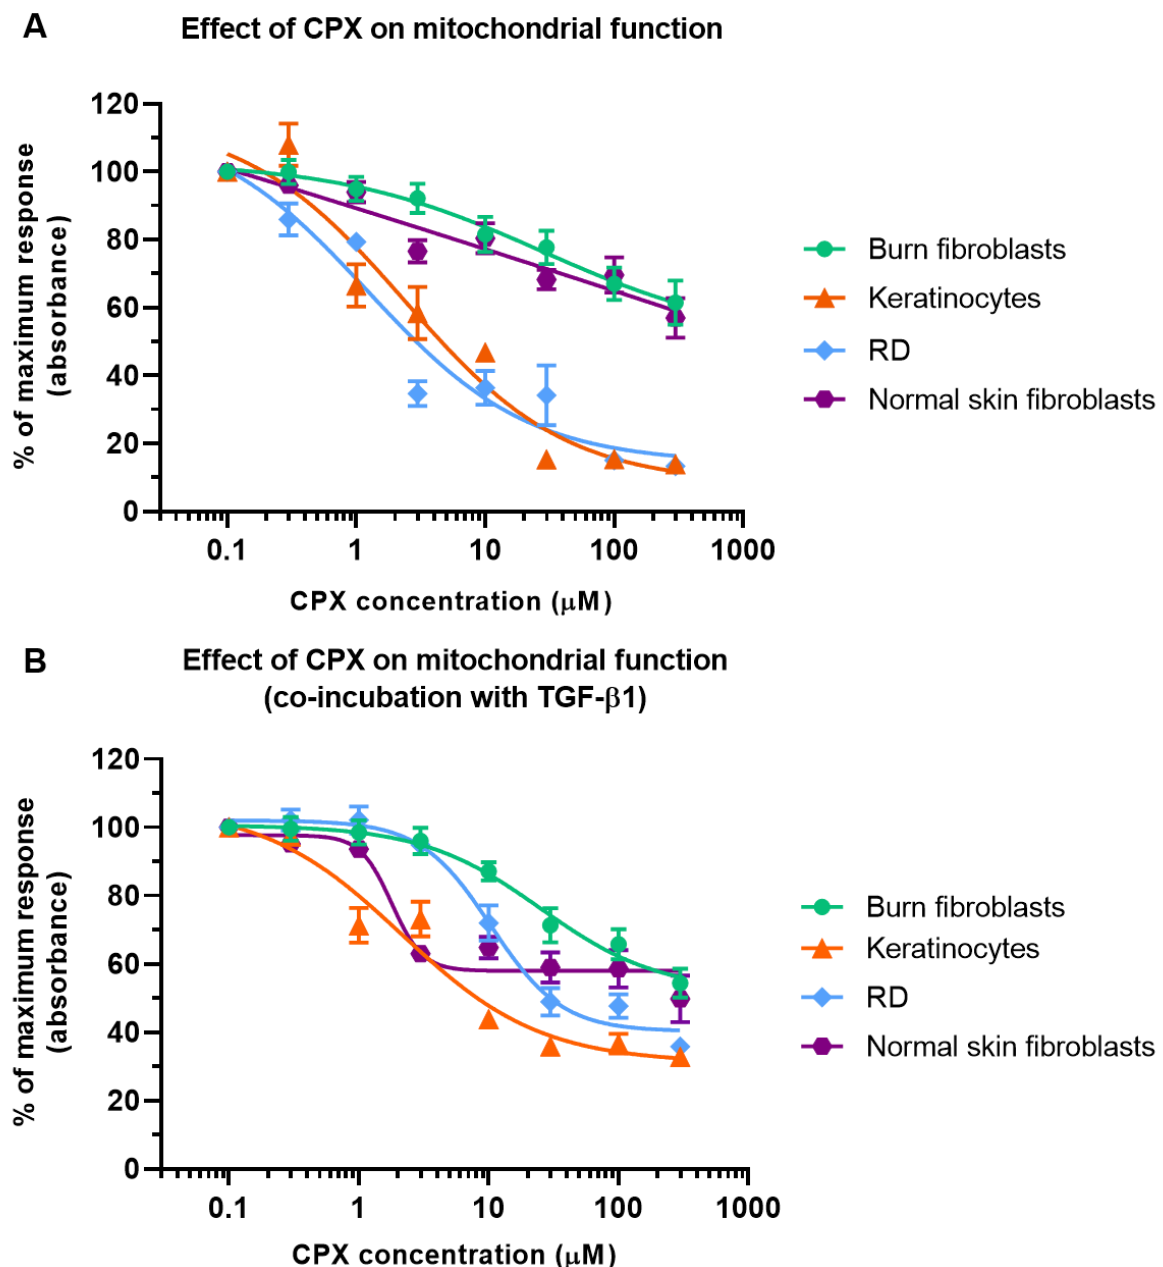 A
Effect of CPX on mitochondrial function
% of maximum response
(absorbance)
120
100
80
60
40
20
0
0.1
1
10
100
1000
CPX concentration (μM)
Burn fibroblasts
Keratinocytes
RD
Normal skin fibroblasts
B
Effect of CPX on mitochondrial function
(co-incubation with TGF-β1)
% of maximum response
(absorbance)
120
100
80
60
40
20
0
0.1
1
10
100
1000
CPX concentration (μM)
Burn fibroblasts
Keratinocytes
RD
Normal skin fibroblasts